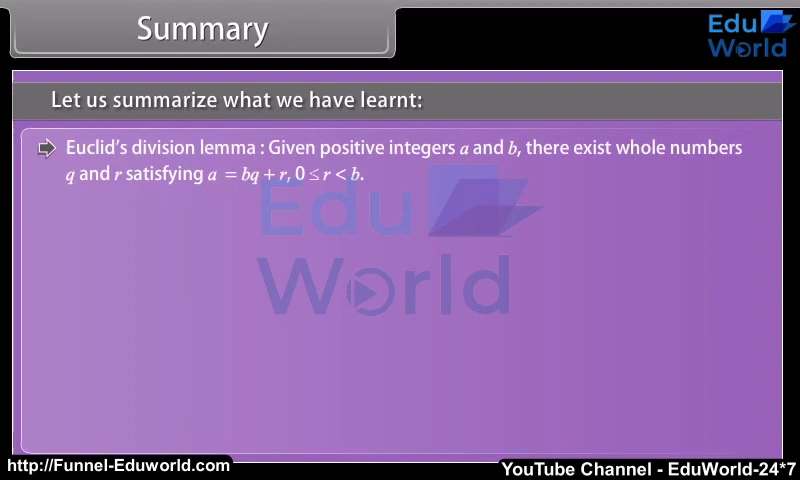 Summary
Edu
World
Let us summarize what we have learnt:
Euclid's division lemma : Given positive integers a and b, there exist whole numbers
q and r satisfying a = bq + r, 0 ≤ r < b.
Edu
World
http://Funnel-Eduworld.com
YouTube Channel - EduWorld-24*7